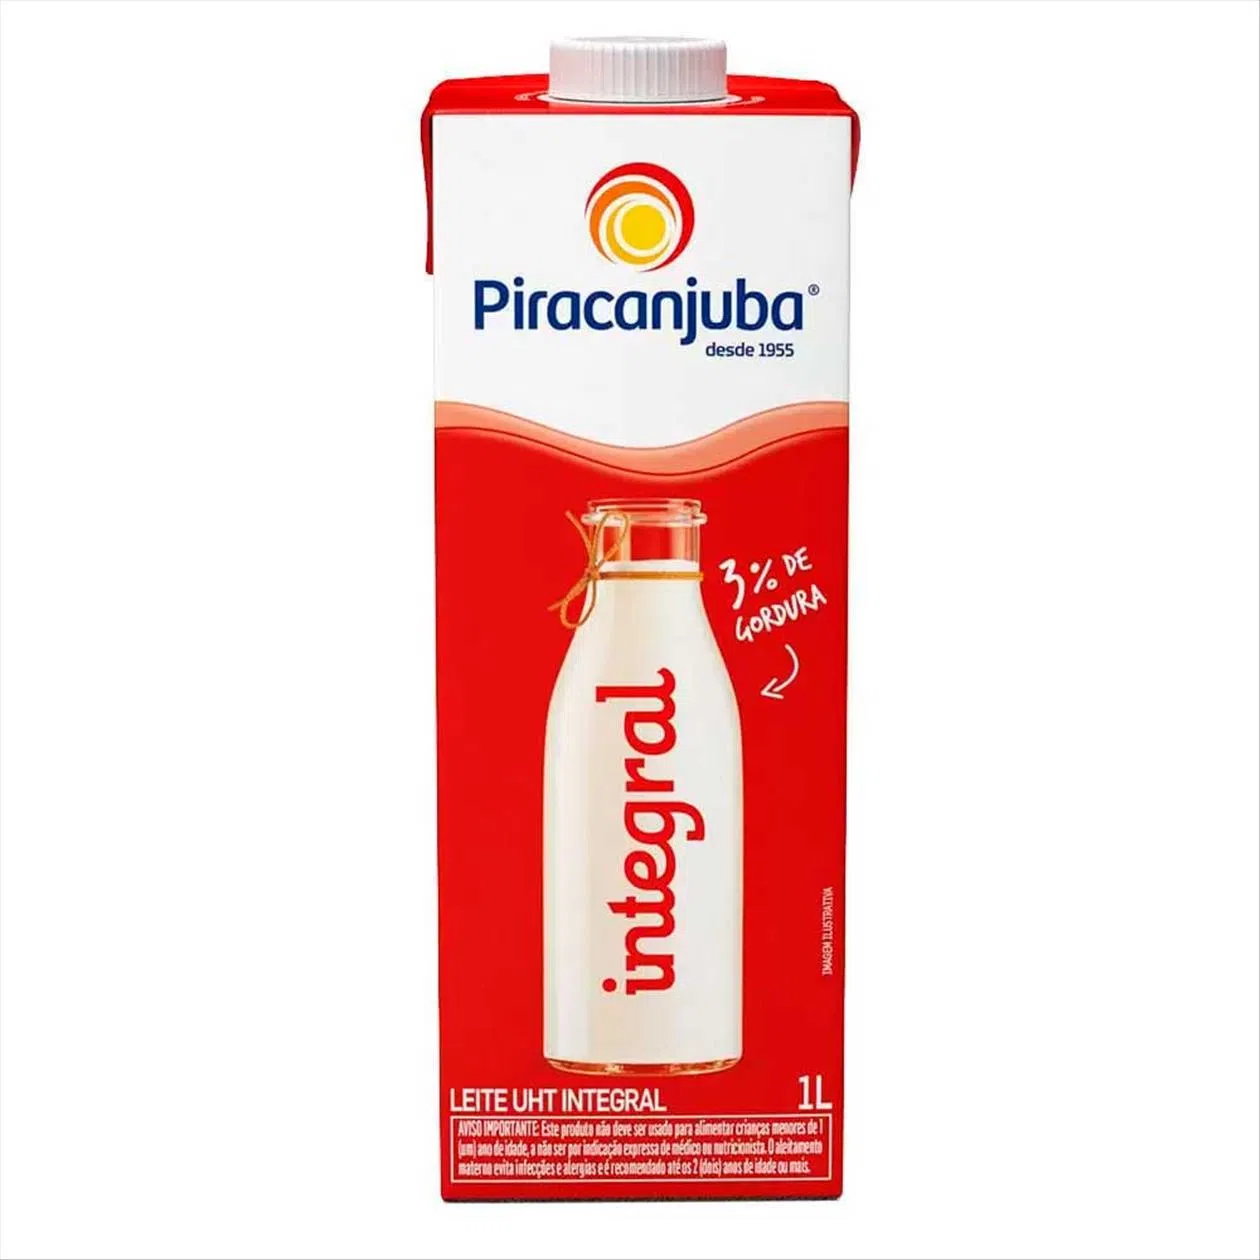 Piracanjuba®
desde 1955
3% DE
GORDURA
integral
IMAGEM ILUSTRATIVA
LEITE UHT INTEGRAL 1L
AVISO IMPORTANTE: Este produto não deve ser usado para alimentar crianças menores de 1
(um) ano de idade, a não ser por indicação expressa de médico ou nutricionista. O aleitamento
materno evita infecções e alergias e é recomendado até os 2 (dois) anos de idade ou mais.